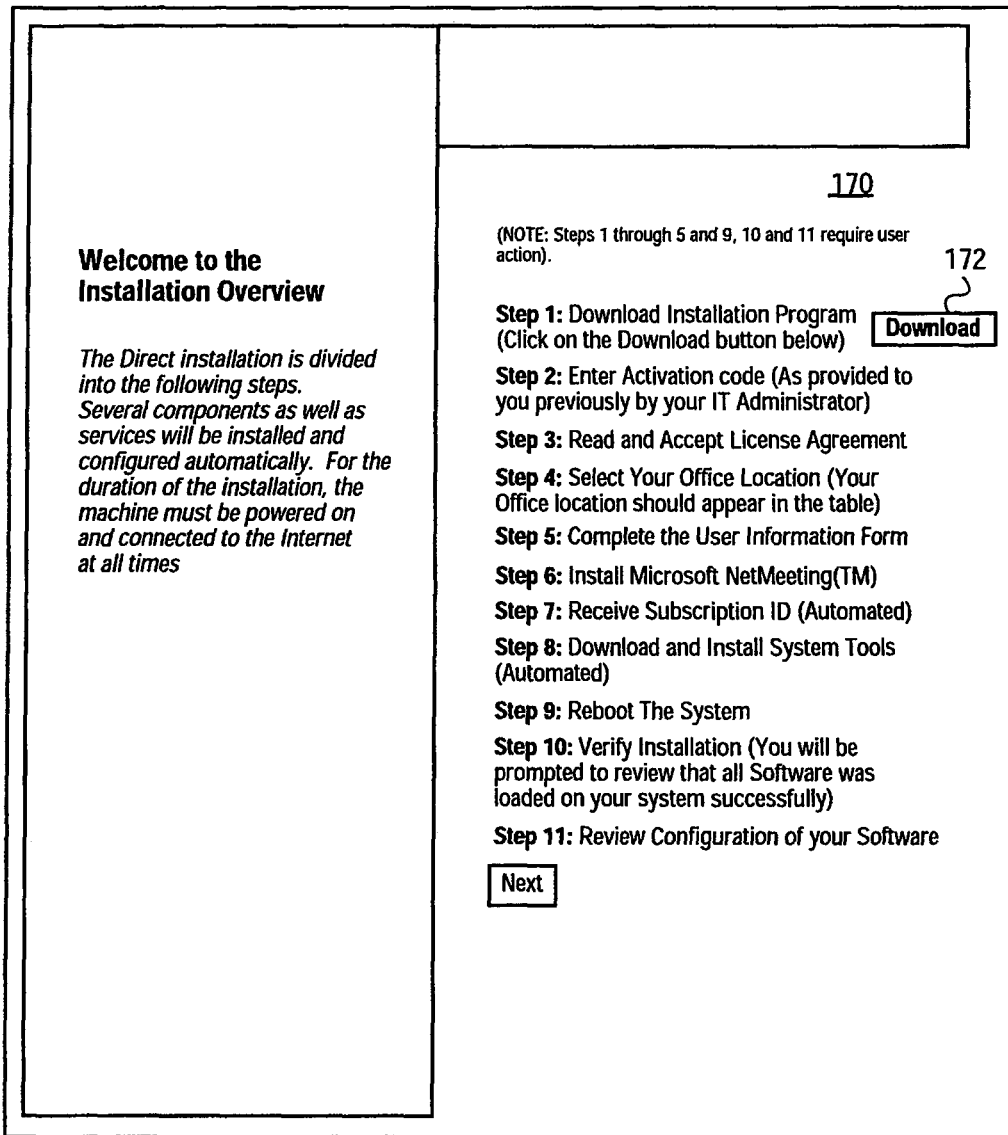 Welcome to the
Installation Overview
The Direct installation is divided
into the following steps.
Several components as well as
services will be installed and
configured automatically. For the
duration of the installation, the
machine must be powered on
and connected to the Internet
at all times
170
(NOTE: Steps 1 through 5 and 9, 10 and 11 require user
action).
172
Step 1: Download Installation Program
(Click on the Download button below)
Download
Step 2: Enter Activation code (As provided to
you previously by your IT Administrator)
Step 3: Read and Accept License Agreement
Step 4: Select Your Office Location (Your
Office location should appear in the table)
Step 5: Complete the User Information Form
Step 6: Install Microsoft NetMeeting(TM)
Step 7: Receive Subscription ID (Automated)
Step 8: Download and Install System Tools
(Automated)
Step 9: Reboot The System
Step 10: Verify Installation (You will be
prompted to review that all Software was
loaded on your system successfully)
Step 11: Review Configuration of your Software
Next